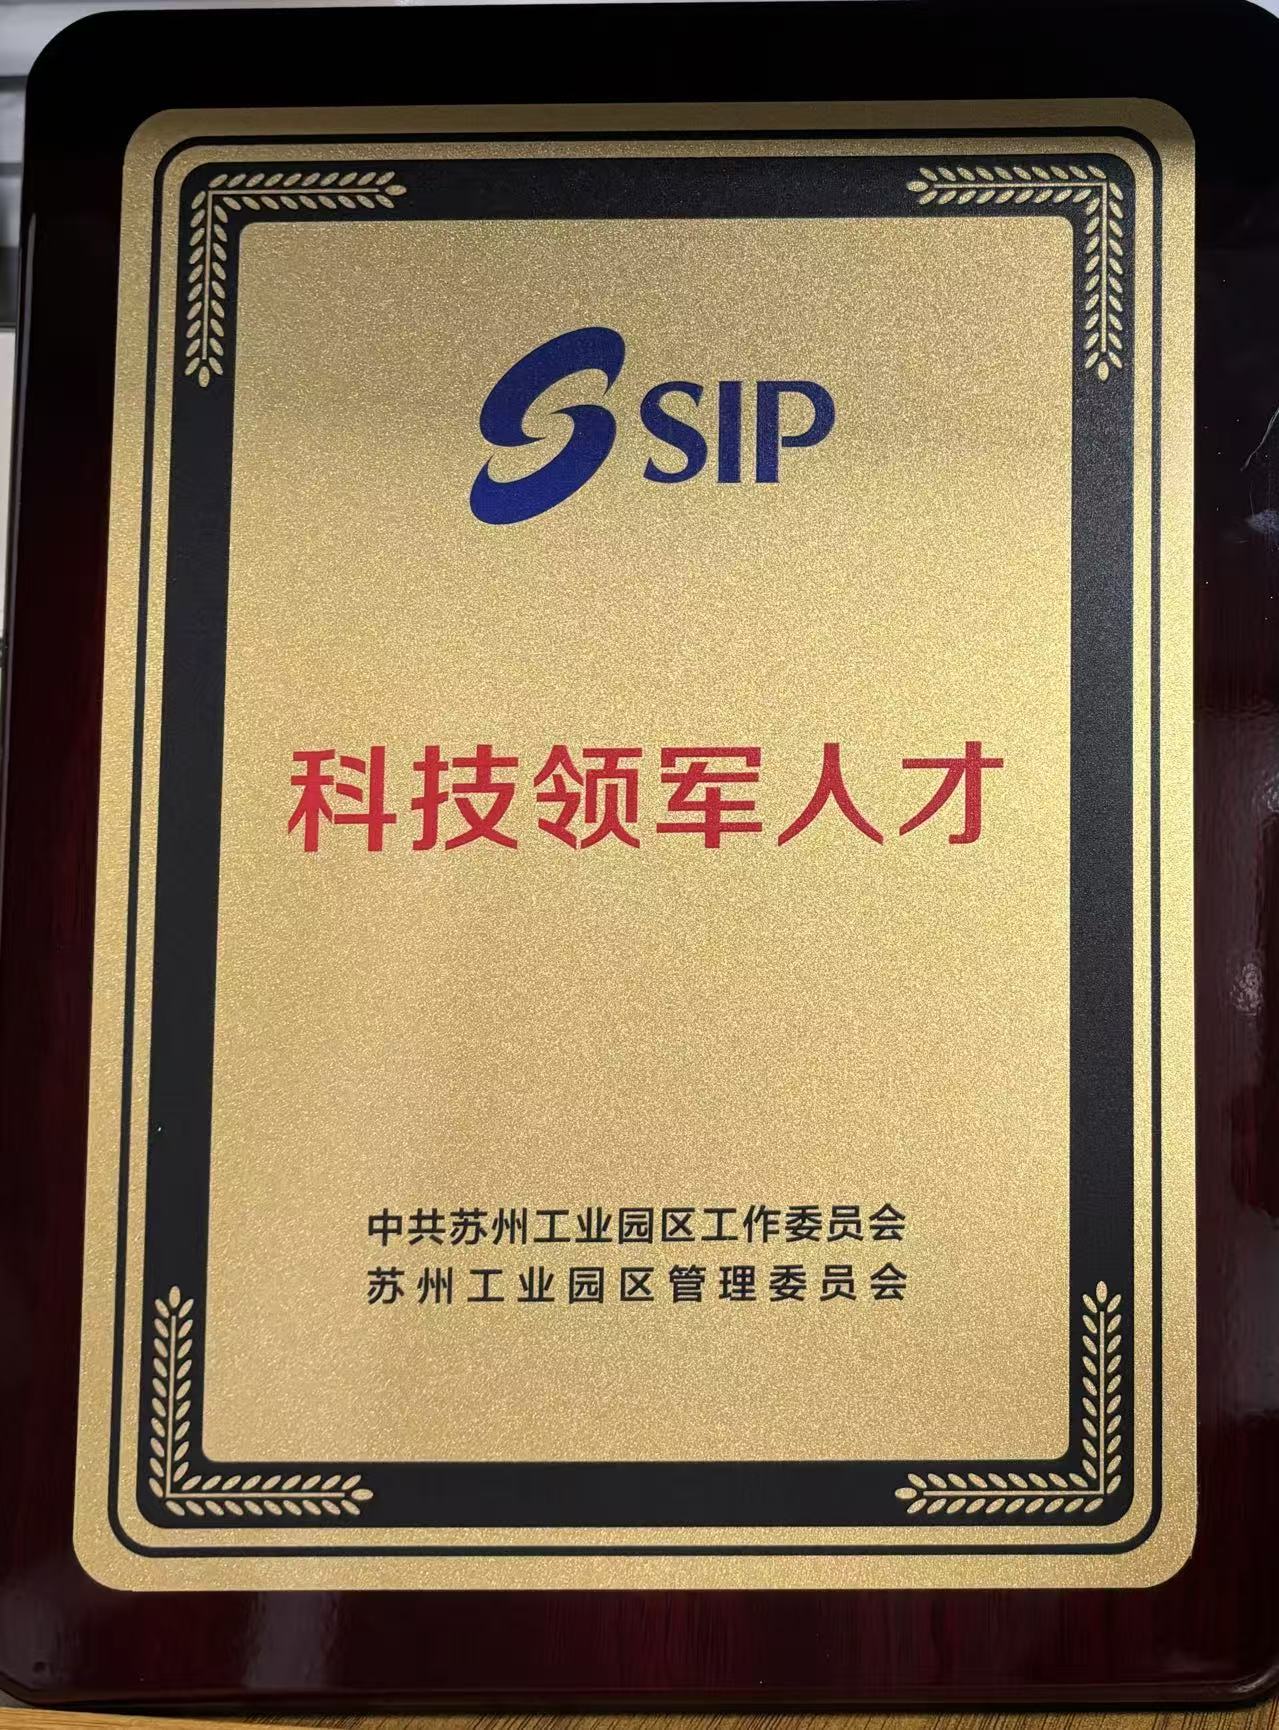 SIP
科技领军人才
中共苏州工业园区工作委员会
苏州工业园区管理委员会